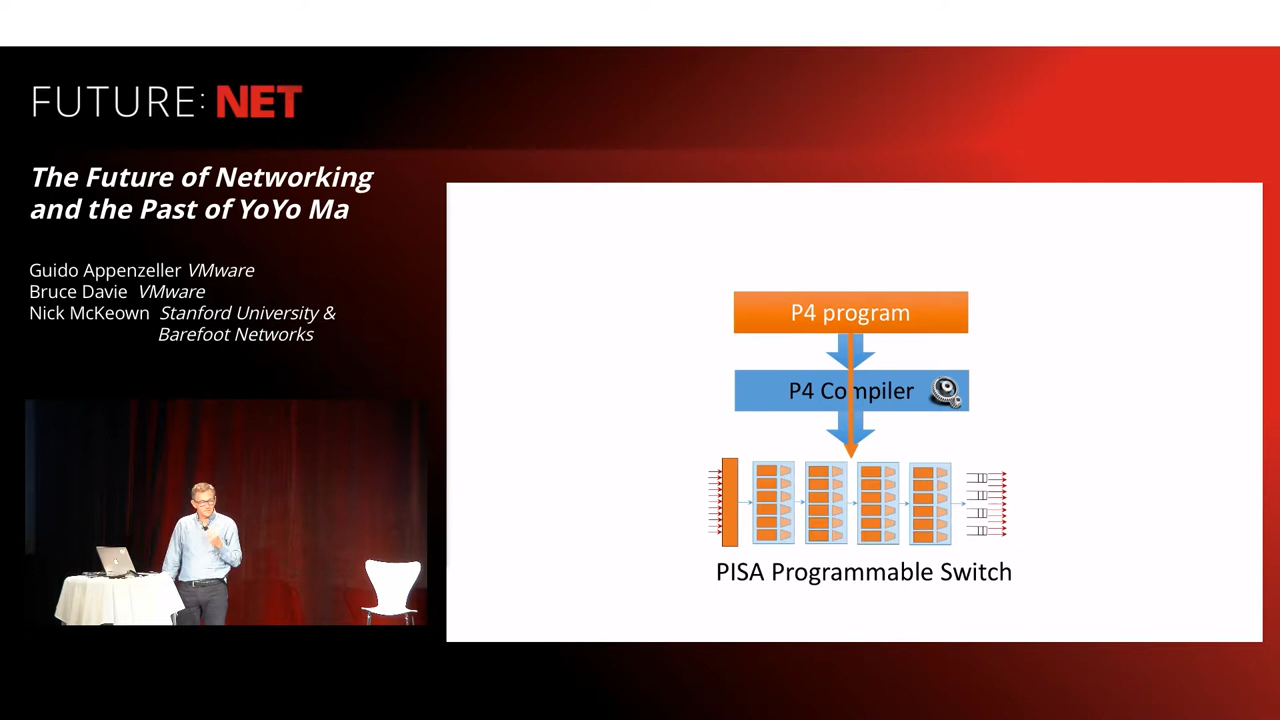 FUTURE: NET
The Future of Networking
and the Past of YoYo Ma
Guido Appenzeller VMware
Bruce Davie VMware
Nick McKeown Stanford University &
Barefoot Networks
P4 program
P4 Compiler
PISA Programmable Switch